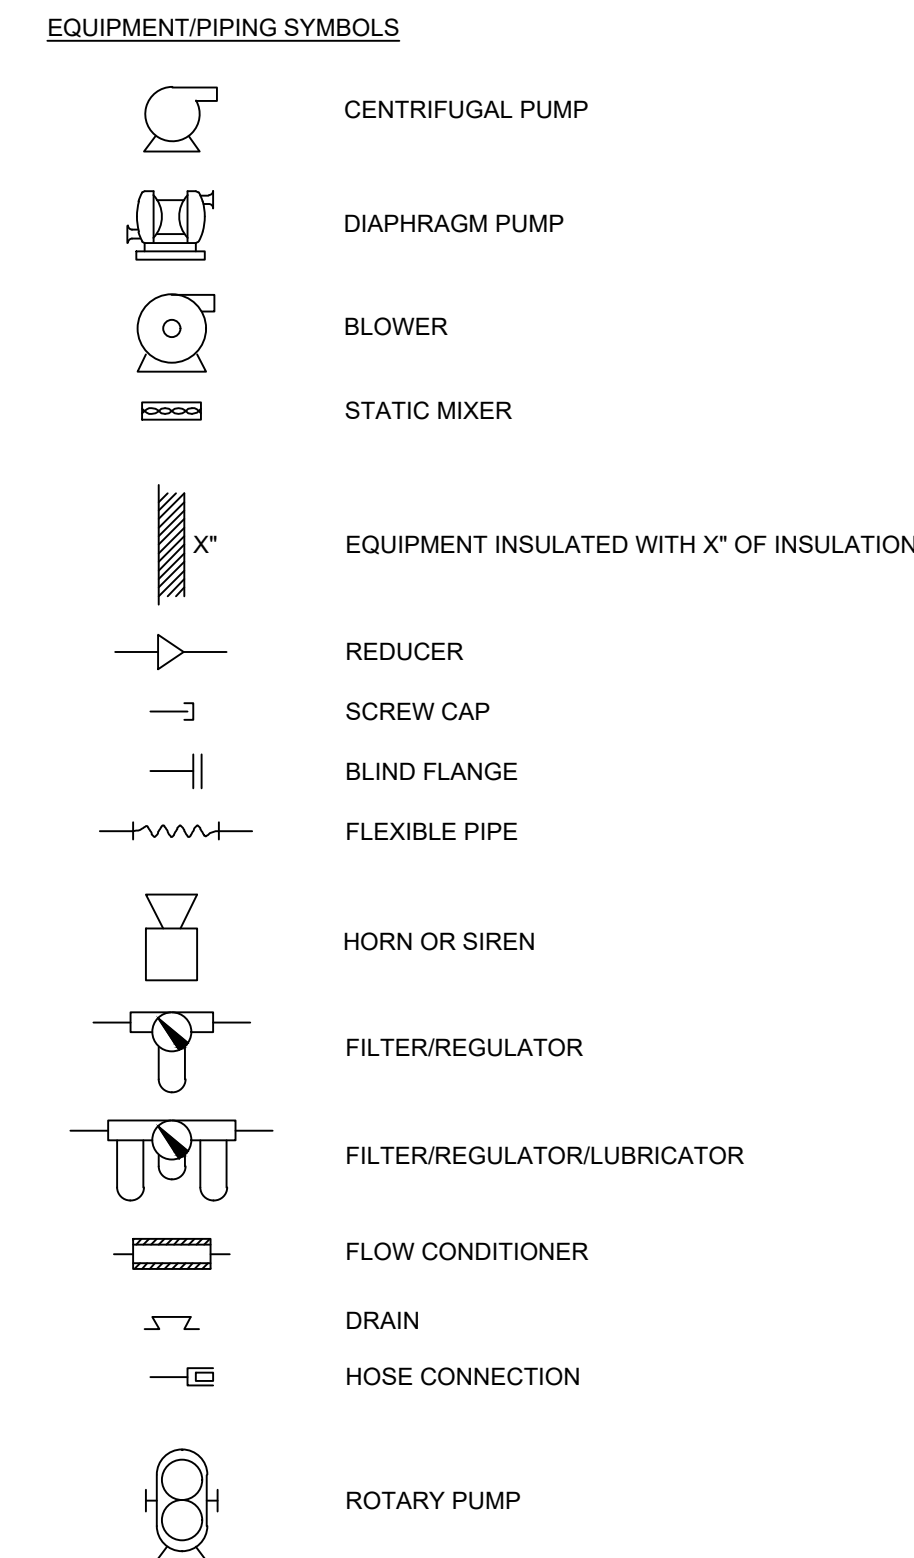 EQUIPMENT/PIPING SYMBOLS
CENTRIFUGAL PUMP
DIAPHRAGM PUMP
BLOWER
STATIC MIXER
X" EQUIPMENT INSULATED WITH X" OF INSULATION
REDUCER
SCREW CAP
BLIND FLANGE
FLEXIBLE PIPE
HORN OR SIREN
FILTER/REGULATOR
FILTER/REGULATOR/LUBRICATOR
FLOW CONDITIONER
DRAIN
HOSE CONNECTION
ROTARY PUMP